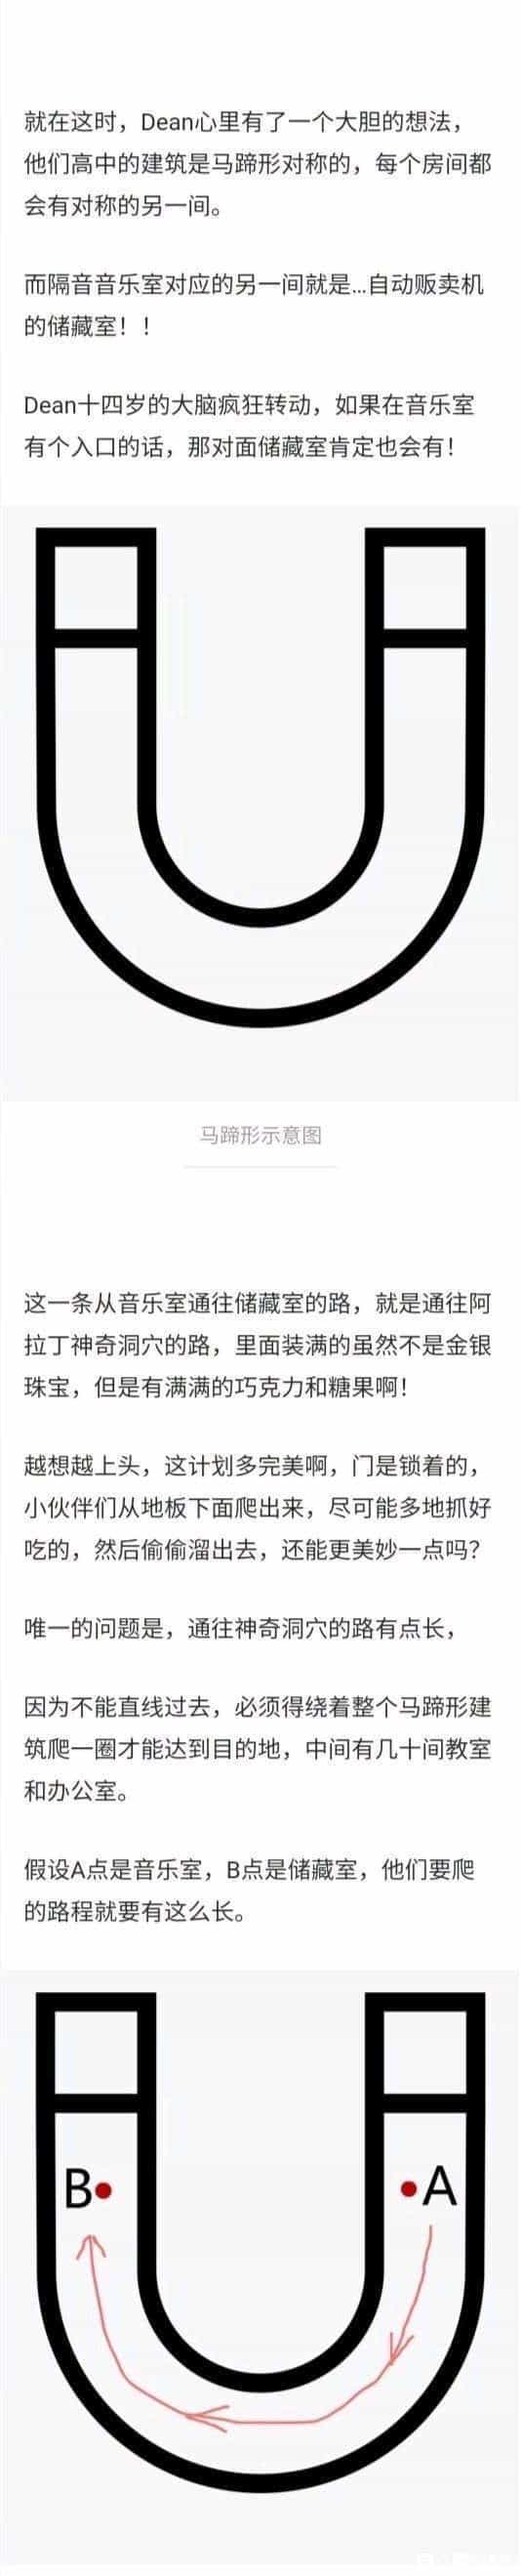 就在这时，Dean心里有了一个大胆的想法，
他们高中的建筑是马蹄形对称的，每个房间都
会有对称的另一间。
而隔音音乐室对应的另一间就是…自动贩卖机
的储藏室！！
Dean十四岁的大脑疯狂转动，如果在音乐室
有个入口的话，那对面储藏室肯定也会有！
马蹄形示意图
这一条从音乐室通往储藏室的路，就是通往阿
拉丁神奇洞穴的路，里面装满的虽然不是金银
珠宝，但是有满满的巧克力和糖果啊！
越想越上头，这计划多完美啊，门是锁着的，
小伙伴们从地板下面爬出来，尽可能多地抓好
吃的，然后偷偷溜出去，还能更美妙一点吗？
唯一的问题是，通往神奇洞穴的路有点长，
因为不能直线过去，必须得绕着整个马蹄形建
筑爬一圈才能达到目的地，中间有几十间教室
和办公室。
假设A点是音乐室，B点是储藏室，他们要爬
的路程就要有这么长。
B A